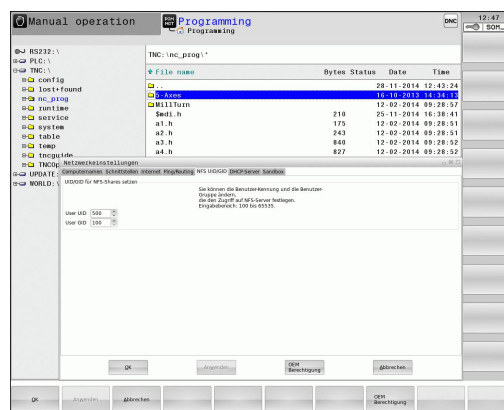 Manual operation
Programming
Programming
DNC
12:47
SOM...
RS232:\
PLC:\
TNC:\
config
lost+found
nc_prog
runtime
service
system
table
temp
tncguide
UPDATE:
WORLD:\
TNC:\nc_prog\*
File name Bytes Status Date Time
.. 28-11-2014 12:43:24
5-Axes 16-10-2013 14:34:13
MillTurn 12-02-2014 09:28:57
$mdi.h 210 25-11-2014 16:38:41
a1.h 175 12-02-2014 09:28:51
a2.h 243 12-02-2014 09:28:51
a3.h 840 12-02-2014 09:28:52
a4.h 827 12-02-2014 09:28:52
Netzwerkeinstellungen
Computernamen Schnittstellen Internet Ping/Routing NFS UID/GID DHCP-Server Sandbox
UID/GID für NFS-Shares setzen
Sie können die Benutzer-Kennung und die Benutzer-
Gruppe ändern,
die den Zugriff auf NFS-Server festlegen.
Eingabebereich: 100 bis 65535.
User UID 500
User GID 100
OK Anwenden OEM Berechtigung Abbrechen
OK Anwenden Abbrechen OEM Berechtigung